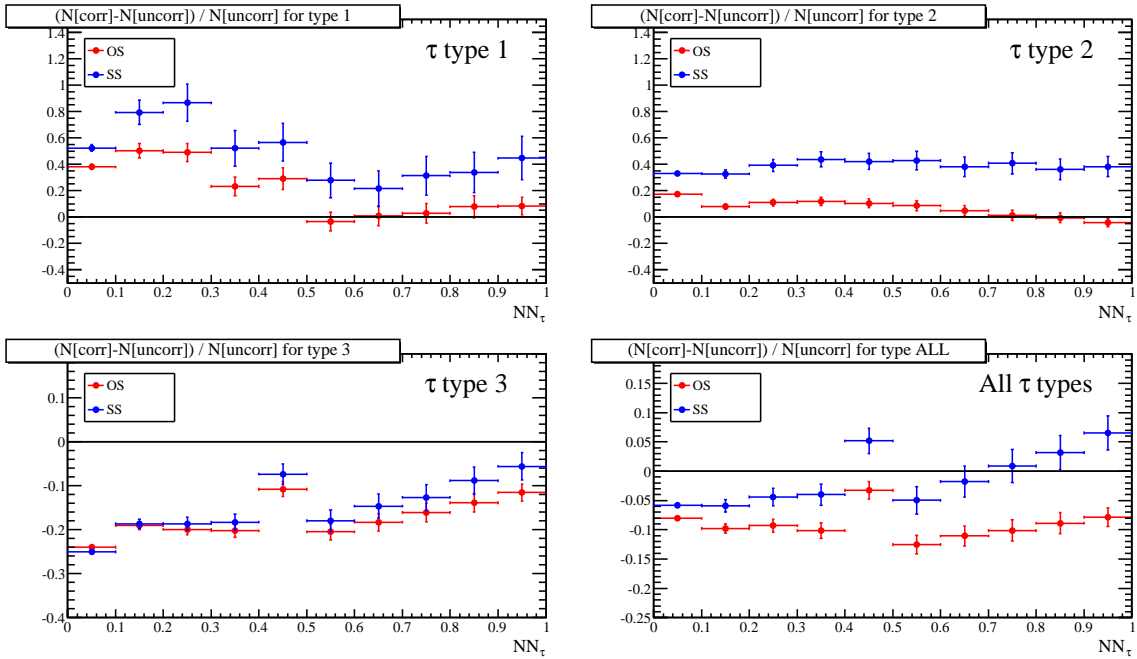 (N[corr]-N[uncorr]) / N[uncorr] for type 1
τ type 1
OS
SS
1.4
1.2
1
0.8
0.6
0.4
0.2
0
-0.2
-0.4
0 0.1 0.2 0.3 0.4 0.5 0.6 0.7 0.8 0.9 1
NNτ
(N[corr]-N[uncorr]) / N[uncorr] for type 2
τ type 2
OS
SS
1.4
1.2
1
0.8
0.6
0.4
0.2
0
-0.2
-0.4
0 0.1 0.2 0.3 0.4 0.5 0.6 0.7 0.8 0.9 1
NNτ
(N[corr]-N[uncorr]) / N[uncorr] for type 3
τ type 3
OS
SS
0.1
0
-0.1
-0.2
-0.3
-0.4
0 0.1 0.2 0.3 0.4 0.5 0.6 0.7 0.8 0.9 1
NNτ
(N[corr]-N[uncorr]) / N[uncorr] for type ALL
All τ types
OS
SS
0.15
0.1
0.05
0
-0.05
-0.1
-0.15
-0.2
-0.25
0 0.1 0.2 0.3 0.4 0.5 0.6 0.7 0.8 0.9 1
NNτ